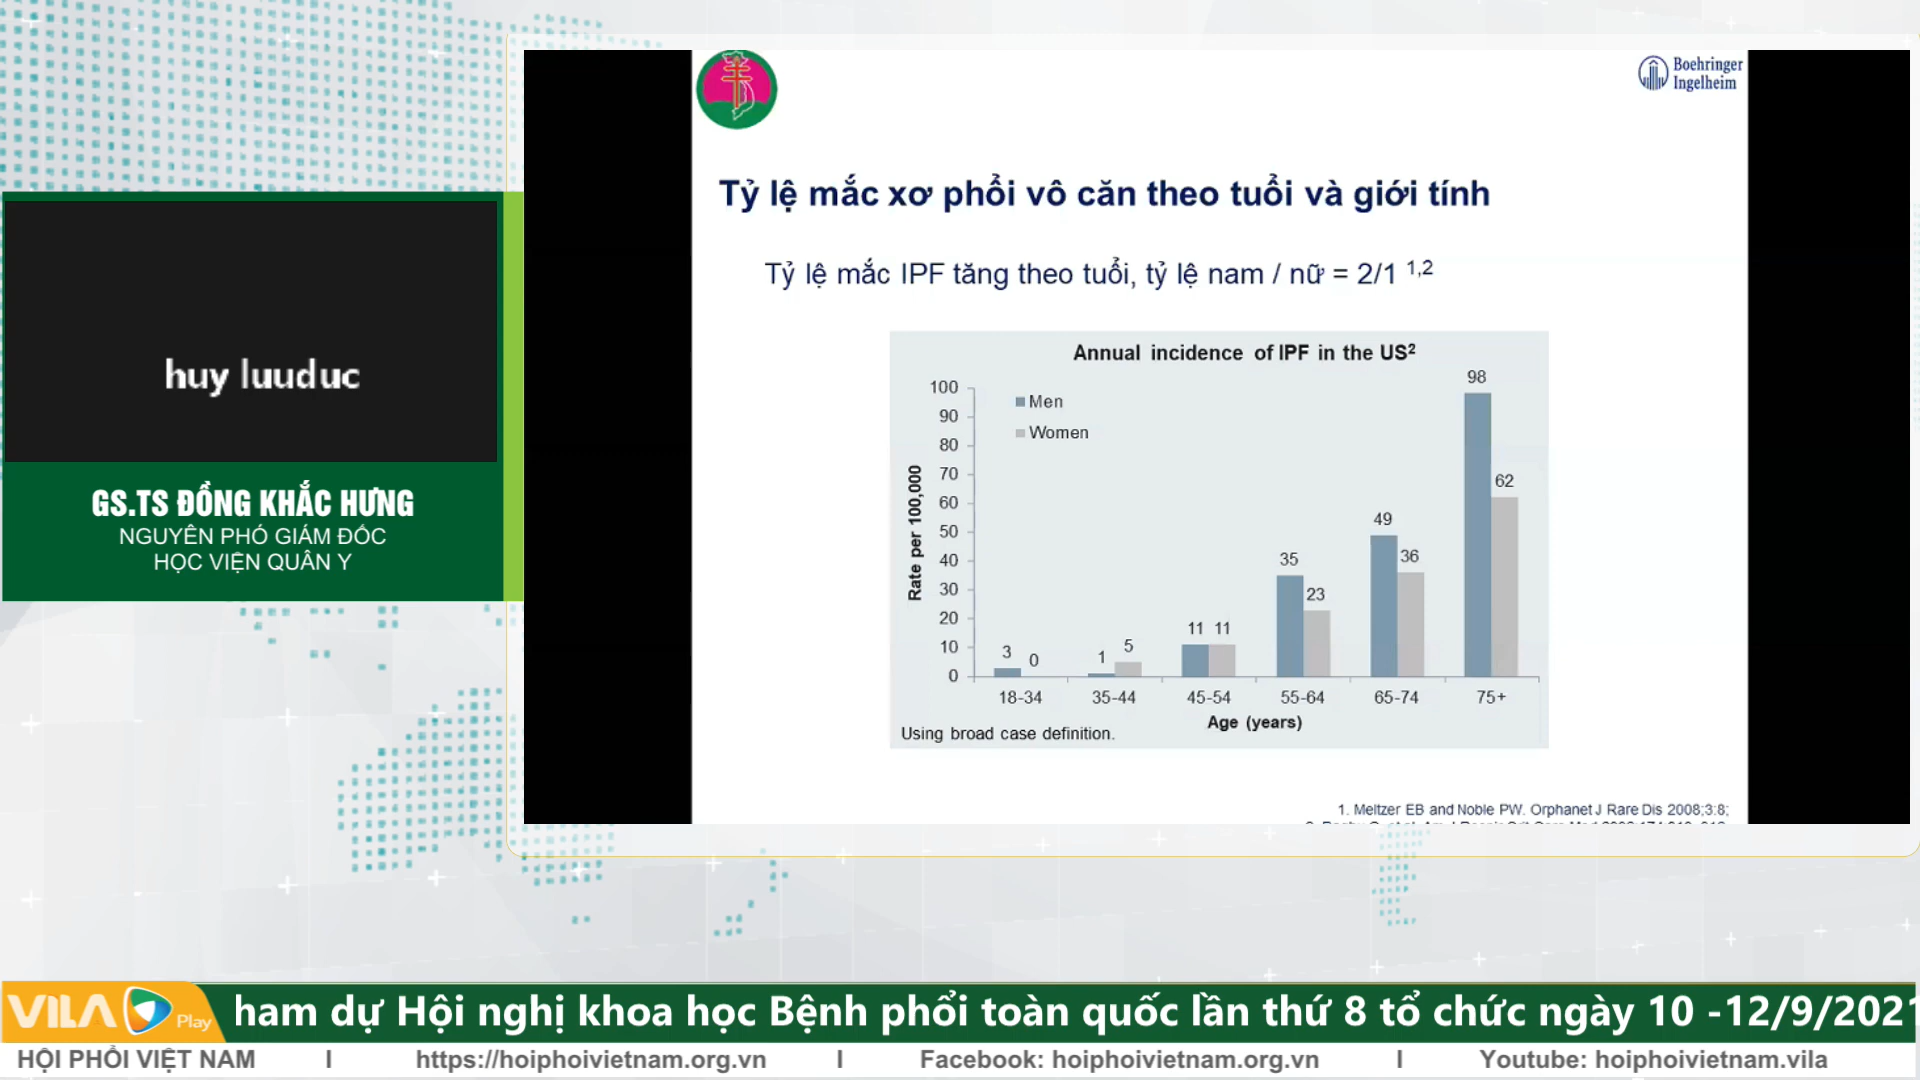 Boehringer
Ingelheim
Tỷ lệ mắc xơ phổi vô căn theo tuổi và giới tính
Tỷ lệ mắc IPF tăng theo tuổi, tỷ lệ nam / nữ = 2/1 1,2
huy luuduc
GS.TS ĐỒNG KHẮC HƯNG
NGUYÊN PHÓ GIÁM ĐỐC
HỌC VIỆN QUÂN Y
Annual incidence of IPF in the US2
Men
Women
Rate per 100,000
100
90
80
70
60
50
40
30
20
10
0
3 0
1 5
11 11
35 23
49 36
98 62
18-34 35-44 45-54 55-64 65-74 75+
Age (years)
Using broad case definition.
1. Meltzer EB and Noble PW. Orphanet J Rare Dis 2008;3:8;
VILA Play
ham dự Hội nghị khoa học Bệnh phổi toàn quốc lần thứ 8 tổ chức ngày 10 -12/9/2021
HỘI PHỔI VIỆT NAM I https://hoiphoivietnam.org.vn I Facebook: hoiphoivietnam.org.vn I Youtube: hoiphoivietnam.vila